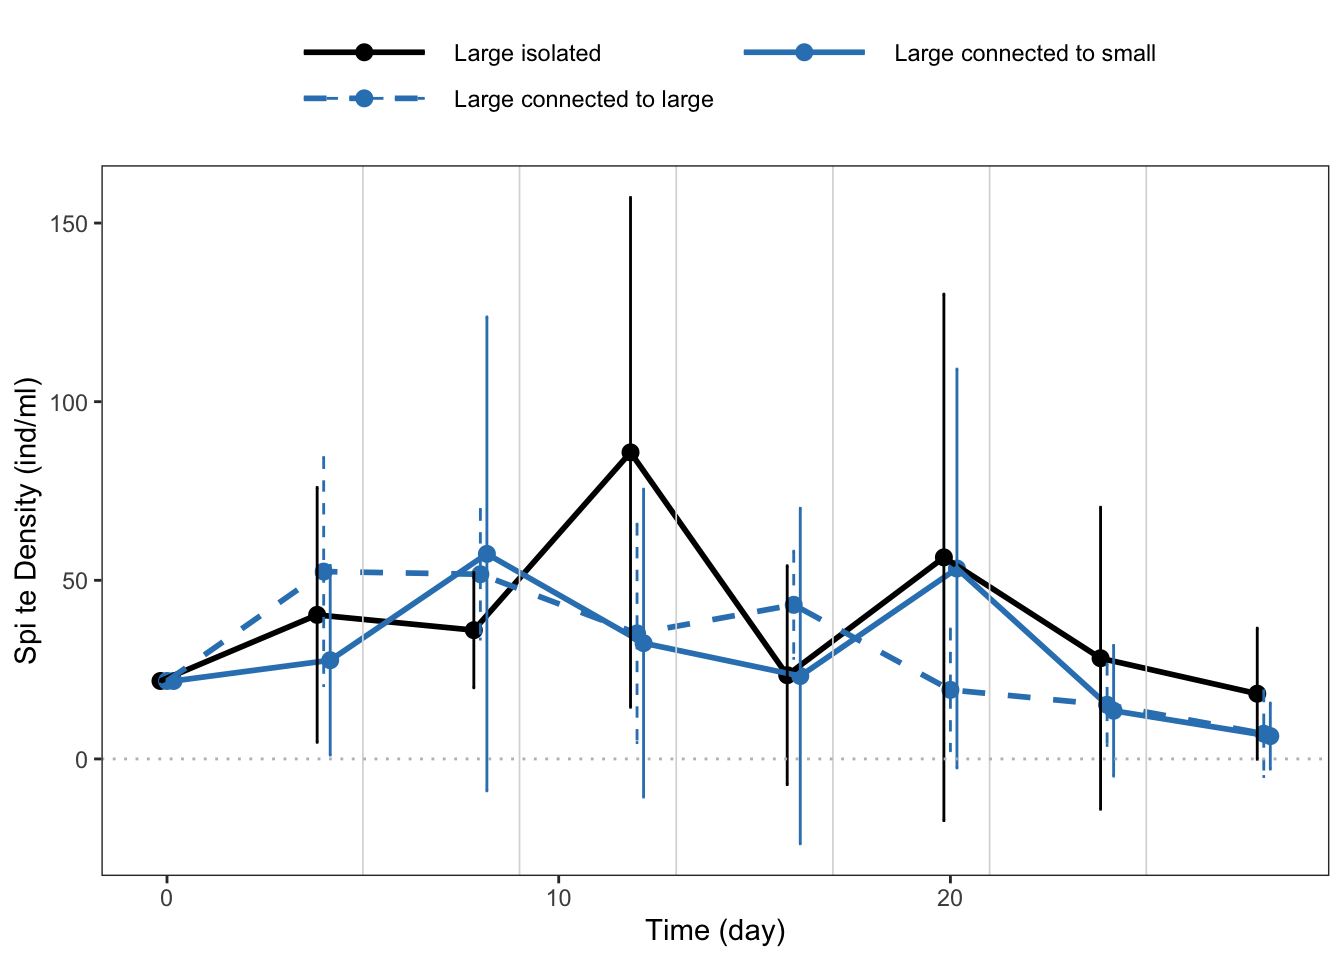 Large isolated
Large connected to small
Large connected to large
Spi te Density (ind/ml)
150
100
50
0
0
10
20
Time (day)